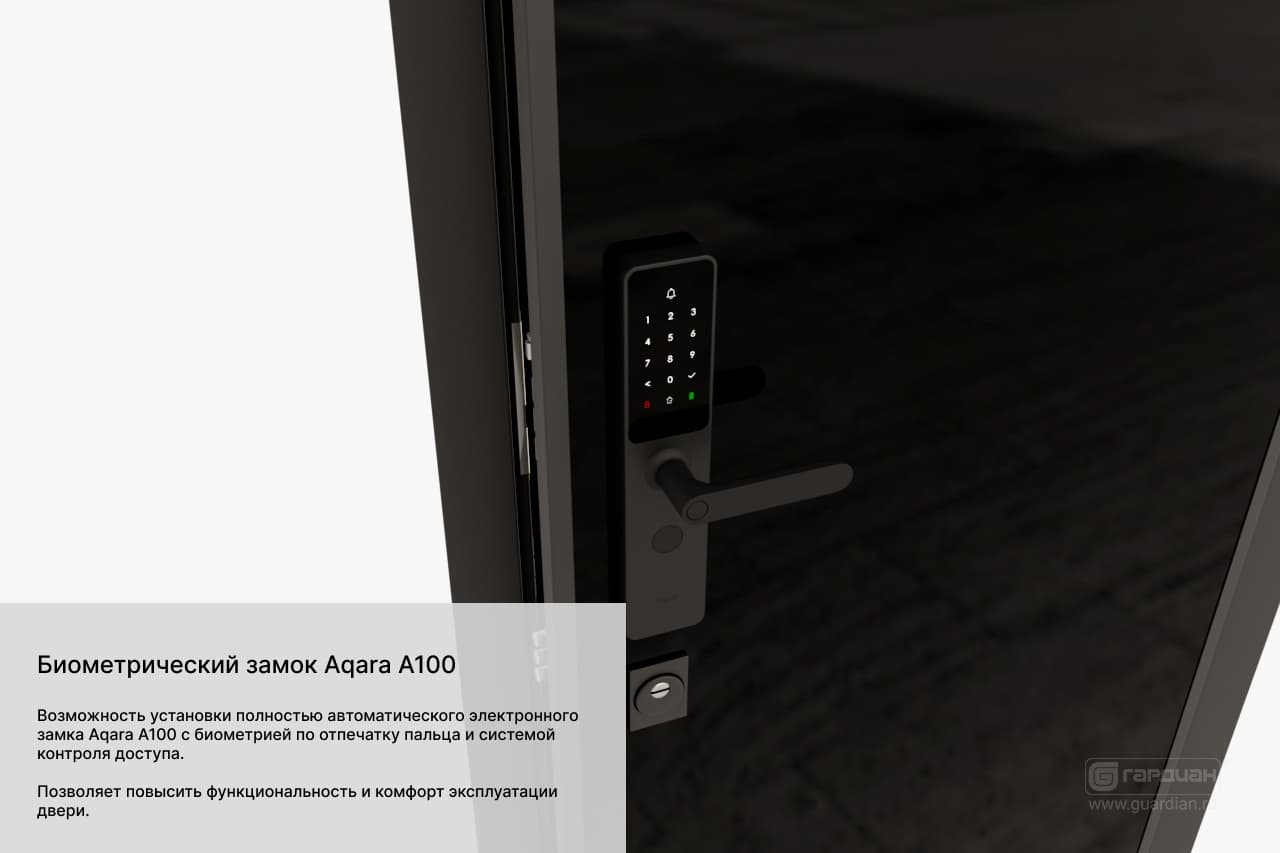 1 2 3
4 5 6
7 8 9
< 0 ✓
Биометрический замок Aqara A100
Возможность установки полностью автоматического электронного
замка Aqara A100 с биометрией по отпечатку пальца и системой
контроля доступа.
Позволяет повысить функциональность и комфорт эксплуатации
двери.
гардиан
www.guardian.r